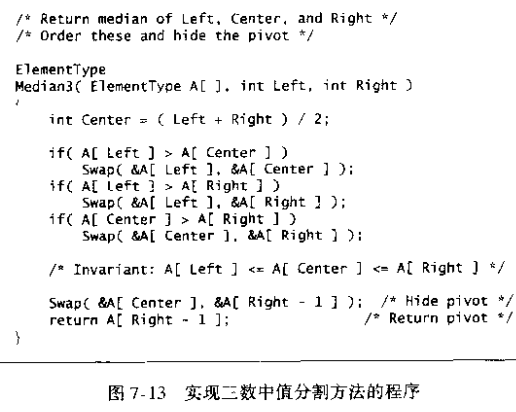 /* Return median of Left, Center, and Right */
/* Order these and hide the pivot */
ElementType
Median3( ElementType A[ ], int Left, int Right )
{
int Center = ( Left + Right ) / 2;
if( A[ Left ] > A[ Center ] )
Swap( &A[ Left ], &A[ Center ] );
if( A[ Left ] > A[ Right ] )
Swap( &A[ Left ], &A[ Right ] );
if( A[ Center ] > A[ Right ] )
Swap( &A[ Center ], &A[ Right ] );
/* Invariant: A[ Left ] <= A[ Center ] <= A[ Right ] */
Swap( &A[ Center ], &A[ Right - 1 ] ); /* Hide pivot */
return A[ Right - 1 ]; /* Return pivot */
}
图 7-13 实现三数中值分割方法的程序